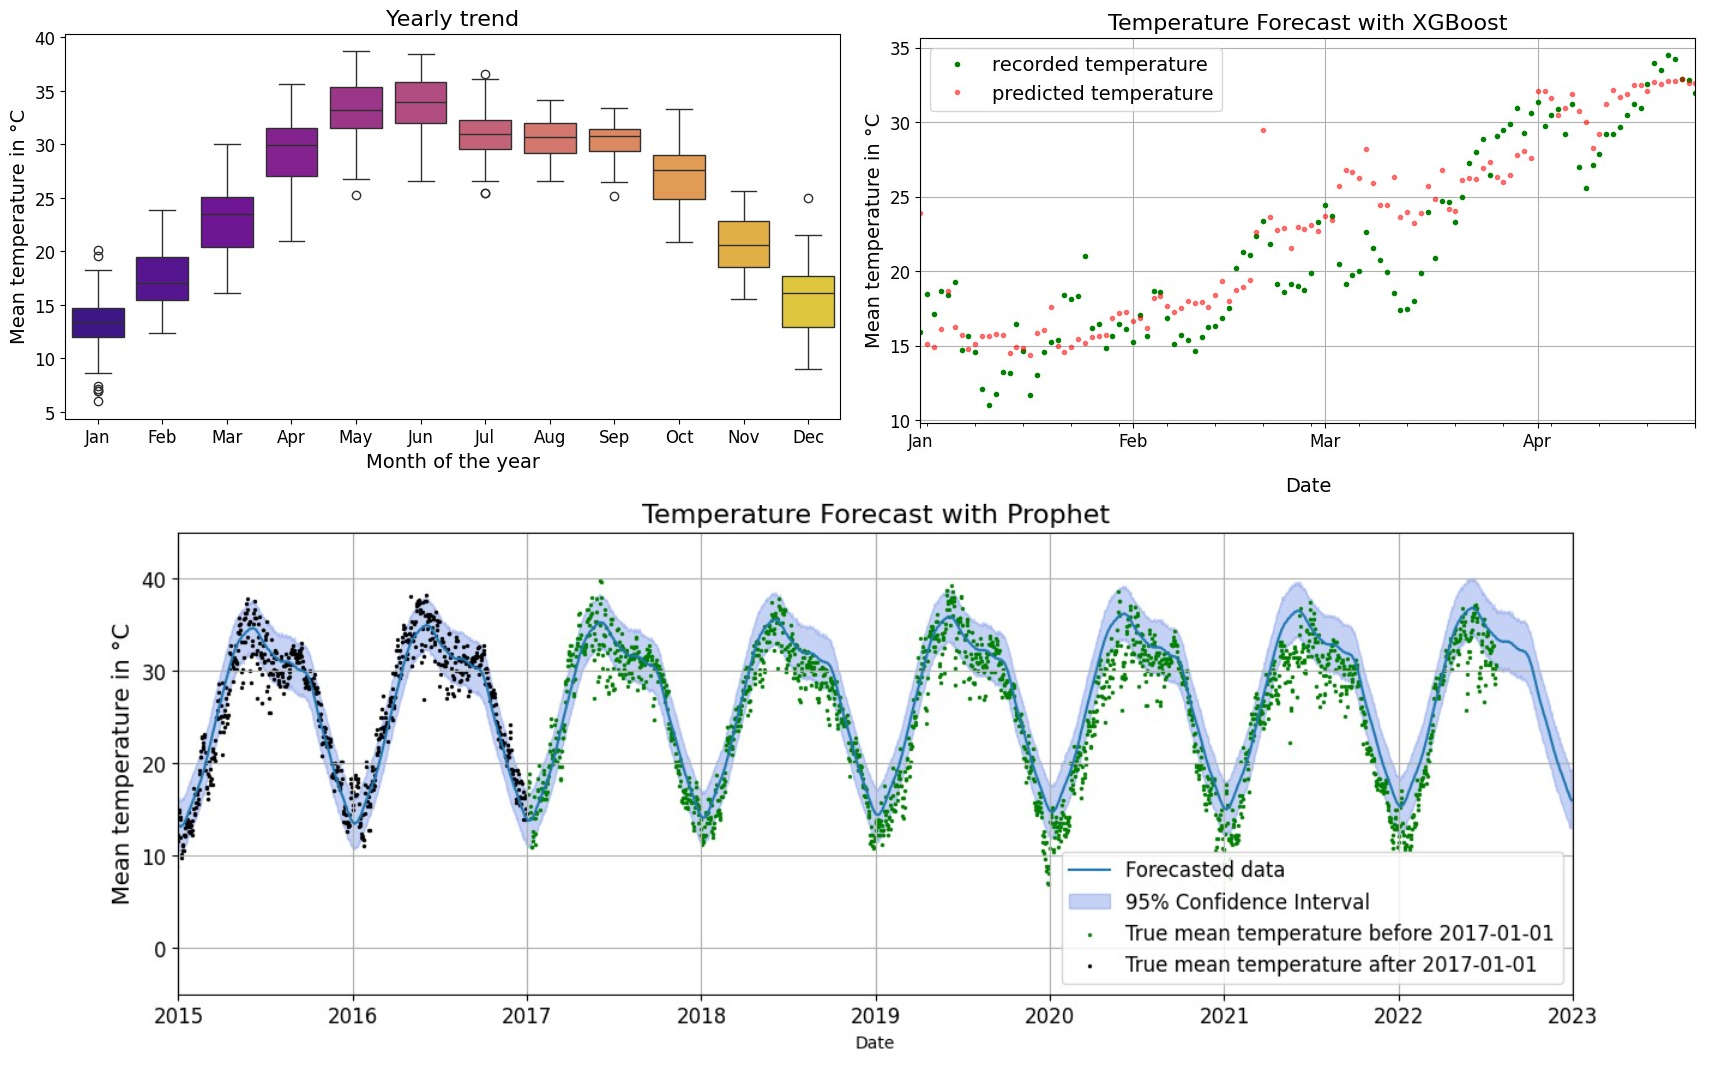 Yearly trend
Mean temperature in °C
40
35
30
25
20
15
10
5
Jan Feb Mar Apr May Jun Jul Aug Sep Oct Nov Dec
Month of the year
Temperature Forecast with XGBoost
recorded temperature
predicted temperature
Mean temperature in °C
35
30
25
20
15
10
Jan Feb Mar Apr
Date
Temperature Forecast with Prophet
Mean temperature in °C
40
30
20
10
0
Forecasted data
95% Confidence Interval
True mean temperature before 2017-01-01
True mean temperature after 2017-01-01
2015 2016 2017 2018 2019 2020 2021 2022 2023
Date